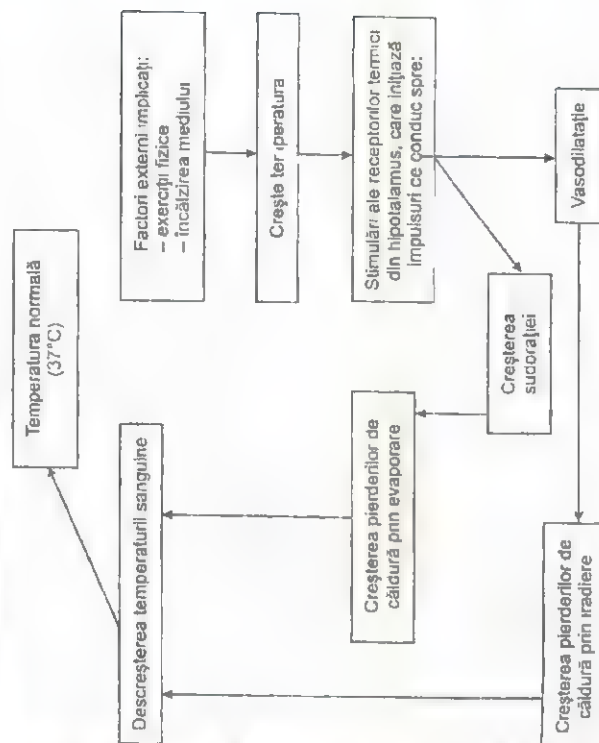 Factori externi implicați:
– exerciții fizice
– încălzirea mediului
Crește temperatura
Stimulări ale receptorilor termici
din hipotalamus, care inițiază
impulsuri ce conduc spre:
Vasodilatație
Creșterea
sudorației
Creșterea pierderilor de
căldură prin evaporare
Creșterea pierderilor de
căldură prin iradiere
Descreșterea temperaturii sanguine
Temperatura normală
(37°C)